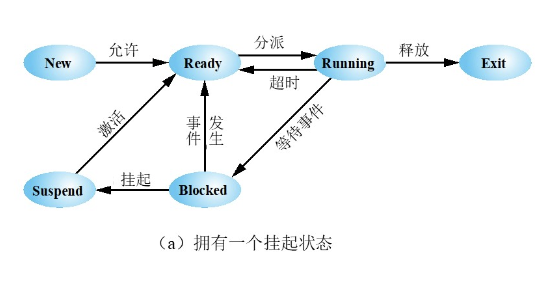 允许
分派
释放
New
Ready
Running
Exit
超时
激活
事件
发生
等待事件
挂起
Suspend
Blocked
（a）拥有一个挂起状态